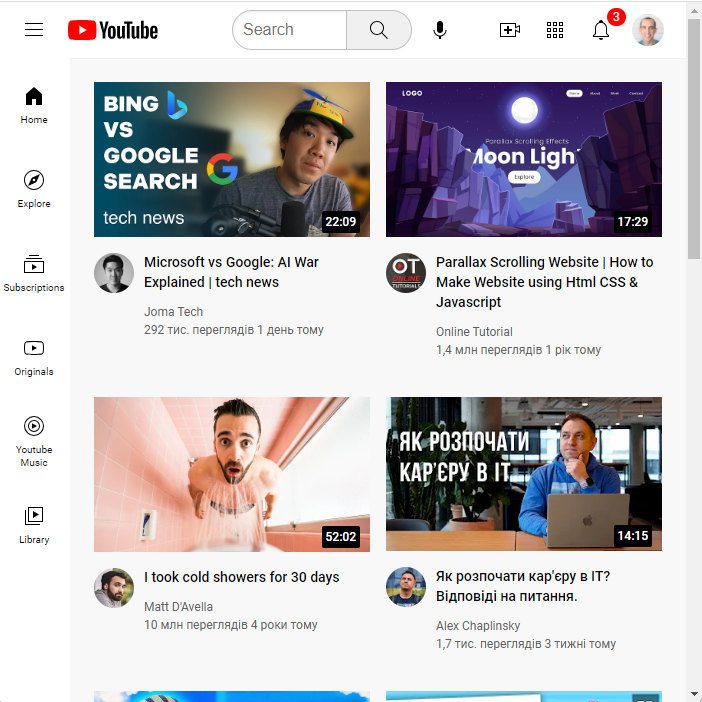 YouTube
Search
3
Home
Explore
Subscriptions
Originals
Youtube
Music
Library
BING
VS
GOOGLE
SEARCH
tech news
22:09
Microsoft vs Google: AI War
Explained | tech news
Joma Tech
292 тис. переглядів 1 день тому
LOGO
Home About Work Contact
Parallax Scrolling Effects
Moon Ligh
Explore
17:29
OT
ONLINE
TUTORIALS
Parallax Scrolling Website | How to
Make Website using Html CSS &
Javascript
Online Tutorial
1,4 млн переглядів 1 рік тому
52:02
I took cold showers for 30 days
Matt D'Avella
10 млн переглядів 4 роки тому
ЯК РОЗПОЧАТИ
КАР'ЄРУ В ІТ
14:15
Як розпочати кар'єру в ІТ?
Відповіді на питання.
Alex Chaplinsky
1,7 тис. переглядів 3 тижні тому